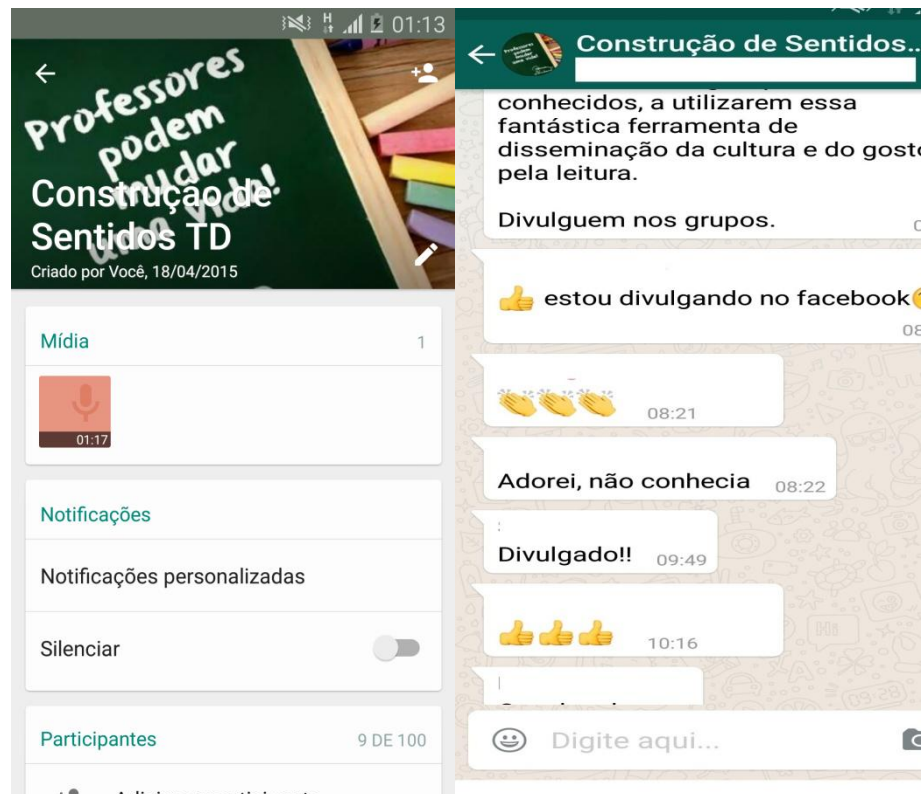 01:13
Professores
podem
mudar
uma vida!
Construção de
Sentidos TD
Criado por Você, 18/04/2015
Mídia 1
01:17
Notificações
Notificações personalizadas
Silenciar
Participantes 9 DE 100
Construção de Sentidos..
conhecidos, a utilizarem essa
fantástica ferramenta de
disseminação da cultura e do gosto
pela leitura.
Divulguem nos grupos.
👍 estou divulgando no facebook
08
👏👏👏 08:21
Adorei, não conhecia 08:22
Divulgado!! 09:49
👍👍👍 10:16
Digite aqui...